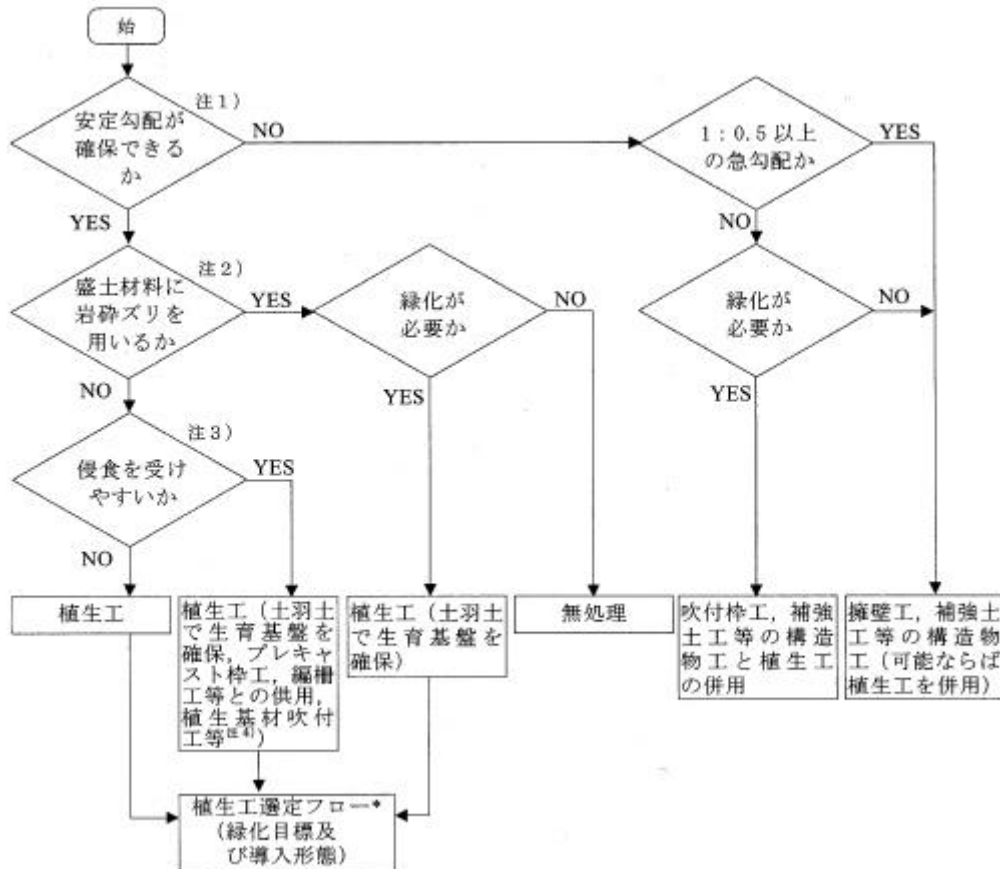 始
注1)
安定勾配が
確保できる
か
NO
YES
1:0.5以上
の急勾配か
YES
NO
注2)
盛土材料に
岩砕ズリを
用いるか
YES
NO
緑化が
必要か
NO
YES
緑化が
必要か
NO
YES
注3)
侵食を受け
やすいか
YES
NO
植生工
植生工(土羽土
で生育基盤を
確保,プレキャ
スト枠工,編柵
工等との併用,
植生基材吹付
工等注4))
植生工(土羽土
で生育基盤を
確保)
無処理
吹付枠工,補強
土工等の構造
物工と植生工
の併用
擁壁工,補強土
工等の構造物
工(可能ならば
植生工を併用)
植生工選定フロー*
(緑化目標及
び導入形態)